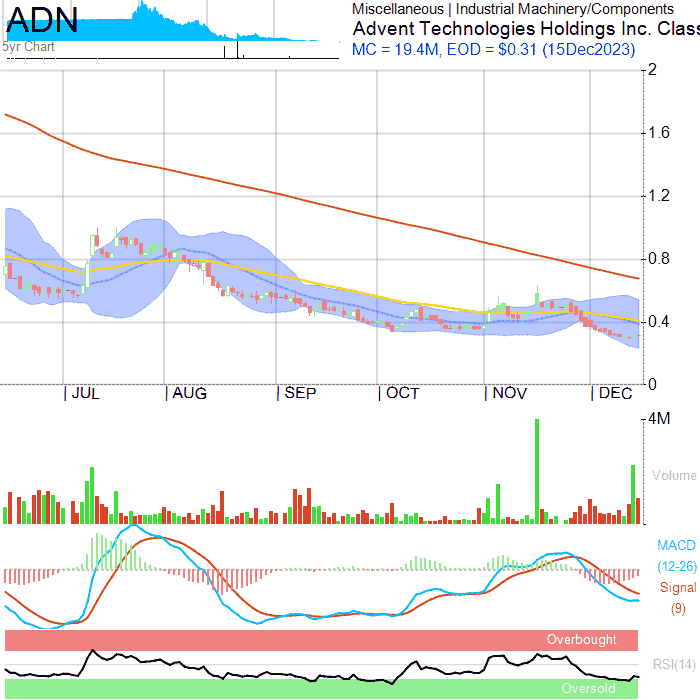 ADN
5yr Chart
Miscellaneous | Industrial Machinery/Components
Advent Technologies Holdings Inc. Clas
MC = 19.4M, EOD = $0.31 (15Dec2023)
2
1.6
1.2
0.8
0.4
0
JUL AUG SEP OCT NOV DEC
4M
Volume
MACD
(12-26)
Signal
(9)
Overbought
RSI(14)
Oversold